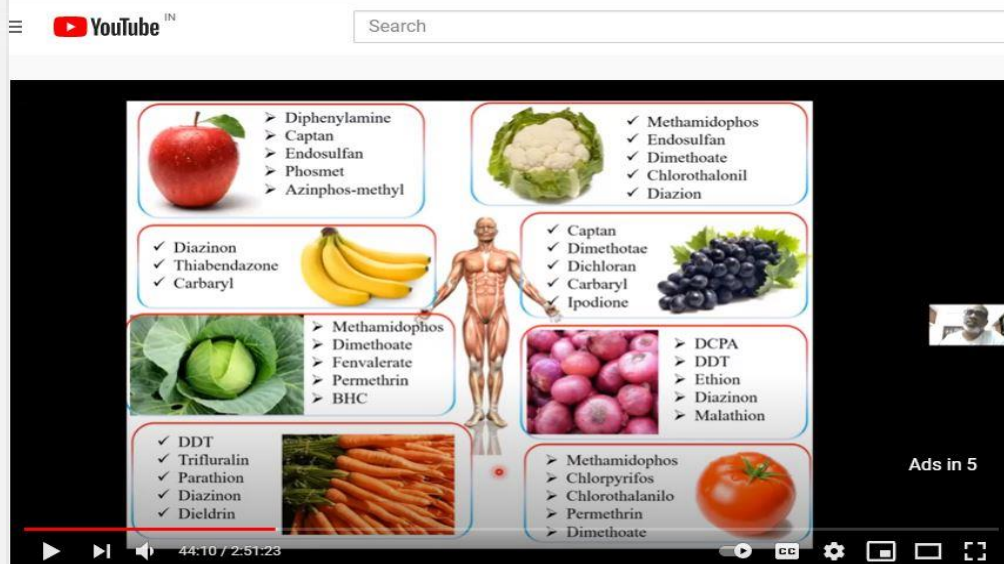 YouTube IN
Search
Diphenylamine
Captan
Endosulfan
Phosmet
Azinphos-methyl
Methamidophos
Endosulfan
Dimethoate
Chlorothalonil
Diazion
Diazinon
Thiabendazone
Carbaryl
Captan
Dimethotae
Dichloran
Carbaryl
Ipodione
Methamidophos
Dimethoate
Fenvalerate
Permethrin
BHC
DCPA
DDT
Ethion
Diazinon
Malathion
DDT
Trifluralin
Parathion
Diazinon
Dieldrin
Methamidophos
Chlorpyrifos
Chlorothalanilo
Permethrin
Dimethoate
Ads in 5
44:10 / 2:51:23
CC